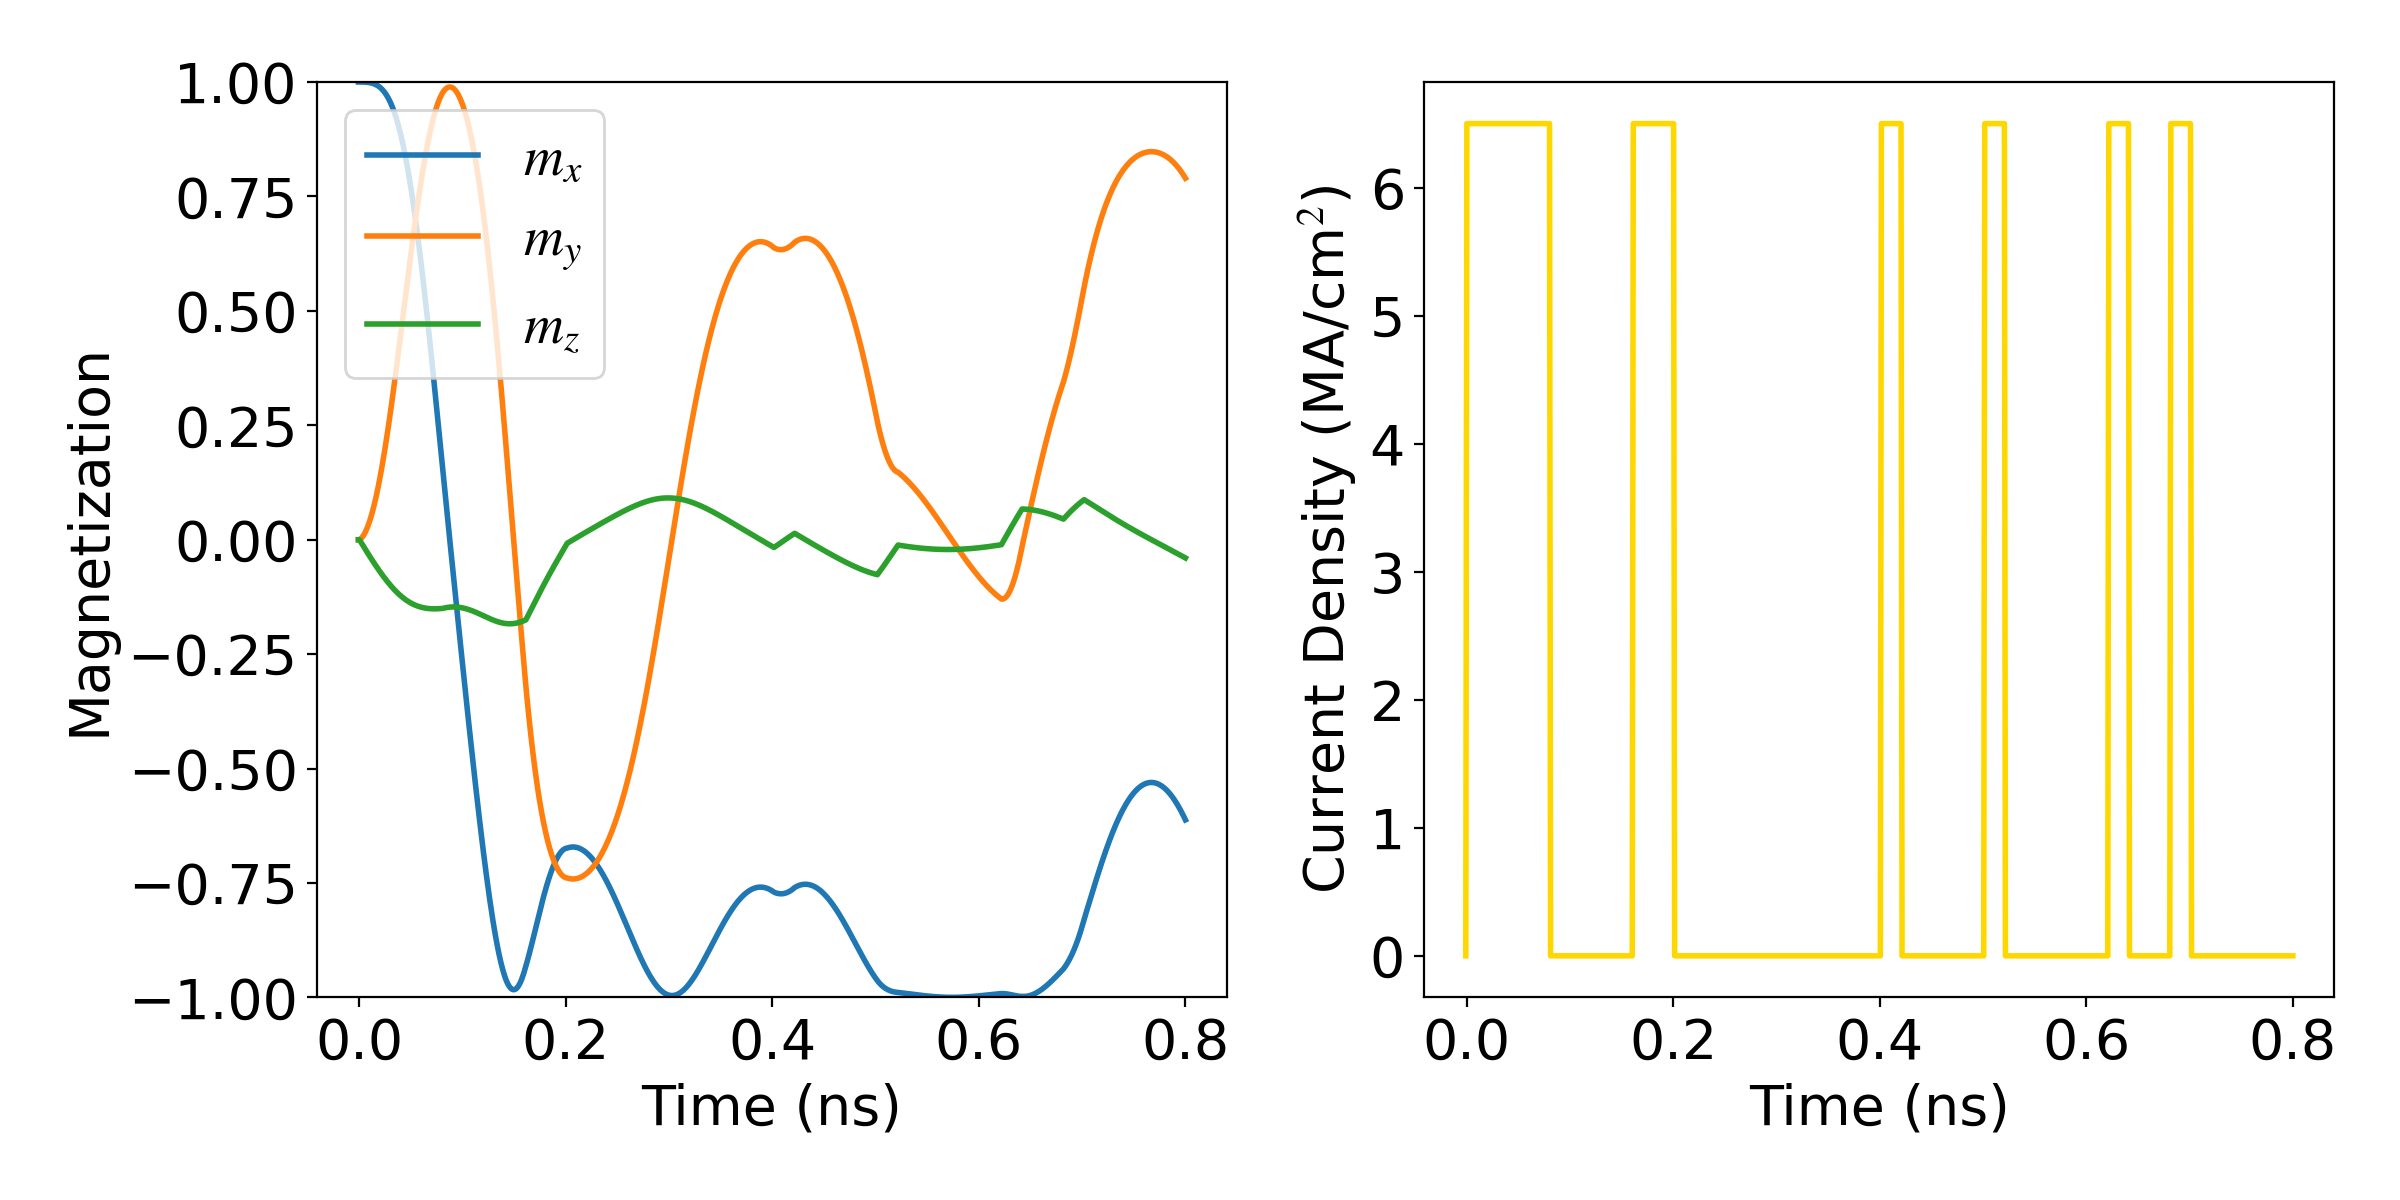 1.00
0.75
0.50
0.25
0.00
−0.25
−0.50
−0.75
−1.00
Magnetization
m_x
m_y
m_z
0.0 0.2 0.4 0.6 0.8
Time (ns)
6
5
4
3
2
1
0
Current Density (MA/cm²)
0.0 0.2 0.4 0.6 0.8
Time (ns)